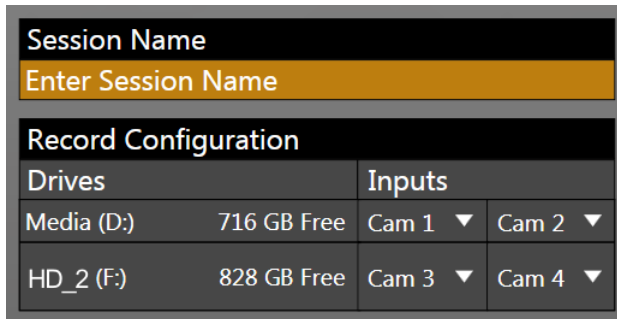 Session Name
Enter Session Name
Record Configuration
Drives Inputs
Media (D:) 716 GB Free Cam 1 Cam 2
HD_2 (F:) 828 GB Free Cam 3 Cam 4